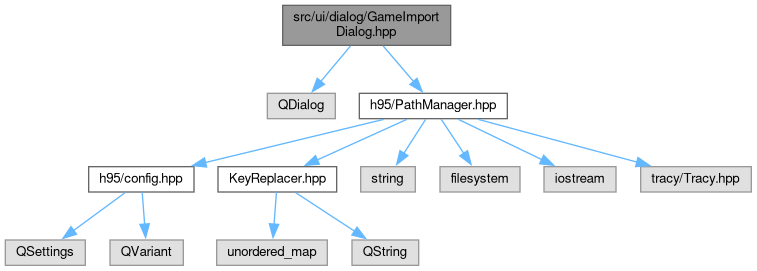 src/ui/dialog/GameImport
Dialog.hpp
QDialog
h95/PathManager.hpp
h95/config.hpp
KeyReplacer.hpp
string
filesystem
iostream
tracy/Tracy.hpp
QSettings
QVariant
unordered_map
QString